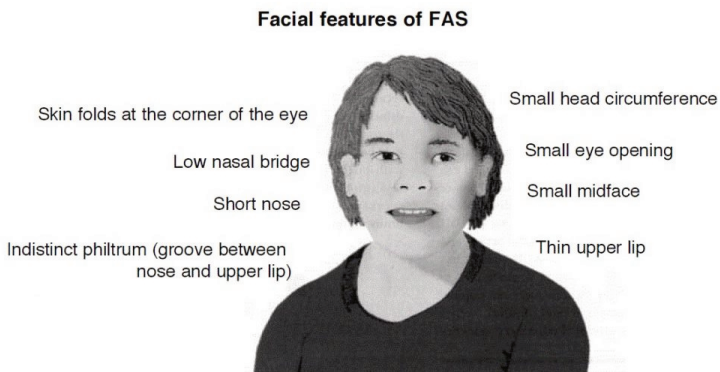 Facial features of FAS
Skin folds at the corner of the eye
Low nasal bridge
Short nose
Indistinct philtrum (groove between
nose and upper lip)
Small head circumference
Small eye opening
Small midface
Thin upper lip